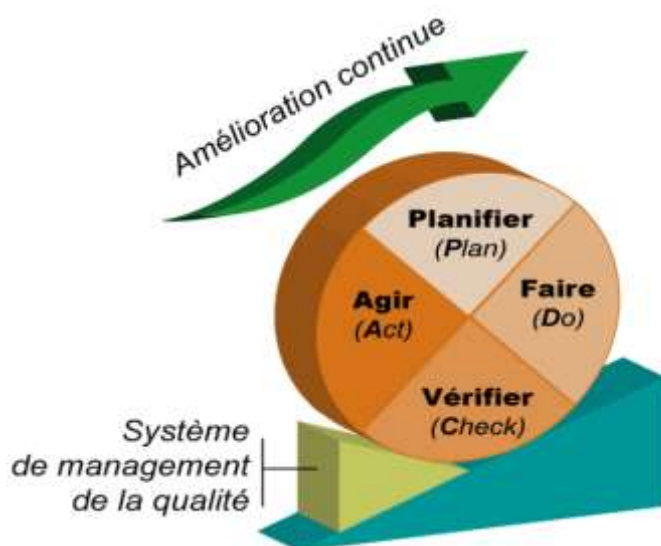 Amélioration continue
Planifier
(Plan)
Agir
(Act)
Faire
(Do)
Vérifier
(Check)
Système
de management
de la qualité